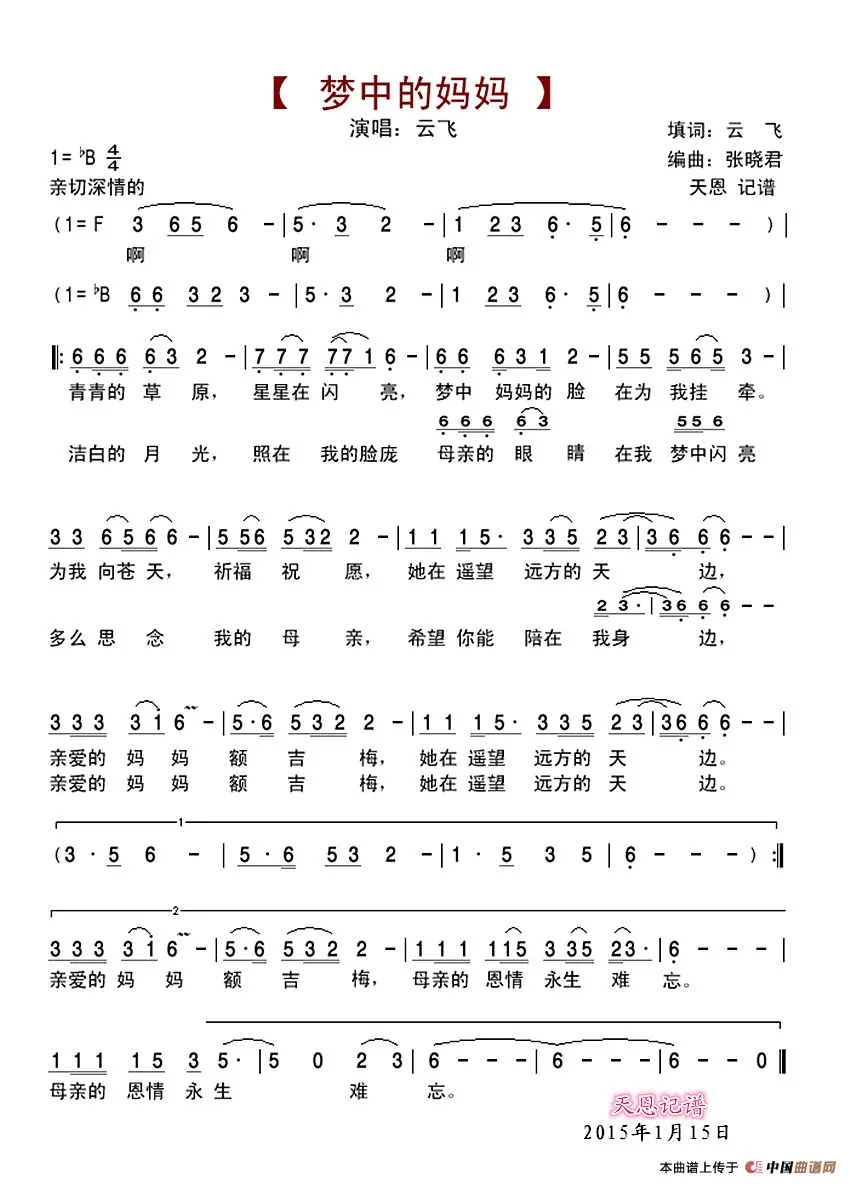 【 梦中的妈妈 】
演唱：云飞
填词：云 飞
1=♭B 4/4
编曲：张晓君
亲切深情的
天恩 记谱
(1=F 3 6 5 6 - | 5· 3 2 - | 1 2 3 6· 5 | 6 - - - ) |
啊 啊 啊
(1=♭B 6 6 3 2 3 - | 5· 3 2 - | 1 2 3 6· 5 | 6 - - - ) |
‖: 6 6 6 6 3 2 - | 7 7 7 7 7 1 6 - | 6 6 6 3 1 2 - | 5 5 5 6 5 3 - |
青青的 草 原， 星星在 闪 亮， 梦中 妈妈的 脸 在为 我挂 牵。
6 6 6 6 3 5 5 6
洁白的 月 光， 照在 我的脸庞 母亲的 眼 睛 在我 梦中闪 亮
3 3 6 5 6 6 - | 5 5 6 5 3 2 2 - | 1 1 1 5· 3 3 5 2 3 | 3 6 6 6 - - |
为我 向苍 天， 祈福 祝 愿， 她在 遥望 远方的 天 边，
2 3· | 3 6 6 6 - -
多么 思 念 我的 母 亲， 希望 你能 陪在 我身 边，
3 3 3 3 i 6 - | 5· 6 5 3 2 2 - | 1 1 1 5· 3 3 5 2 3 | 3 6 6 6 - - |
亲爱的 妈 妈 额 吉 梅， 她在 遥望 远方的 天 边。
亲爱的 妈 妈 额 吉 梅， 她在 遥望 远方的 天 边。
1
(3 · 5 6 - | 5 · 6 5 3 2 - | 1 · 5 3 5 | 6 - - - ) :‖
2
3 3 3 3 i 6 - | 5· 6 5 3 2 2 - | 1 1 1 1 1 5 3 3 5 2 3· | 6 - - - |
亲爱的 妈 妈 额 吉 梅， 母亲的 恩情 永生 难 忘。
1 1 1 1 5 3 5· | 5 0 2 3 | 6 - - - | 6 - - - | 6 - - 0 ‖
母亲的 恩情 永 生 难 忘。
天恩记谱
2015年1月15日
本曲谱上传于 中国曲谱网